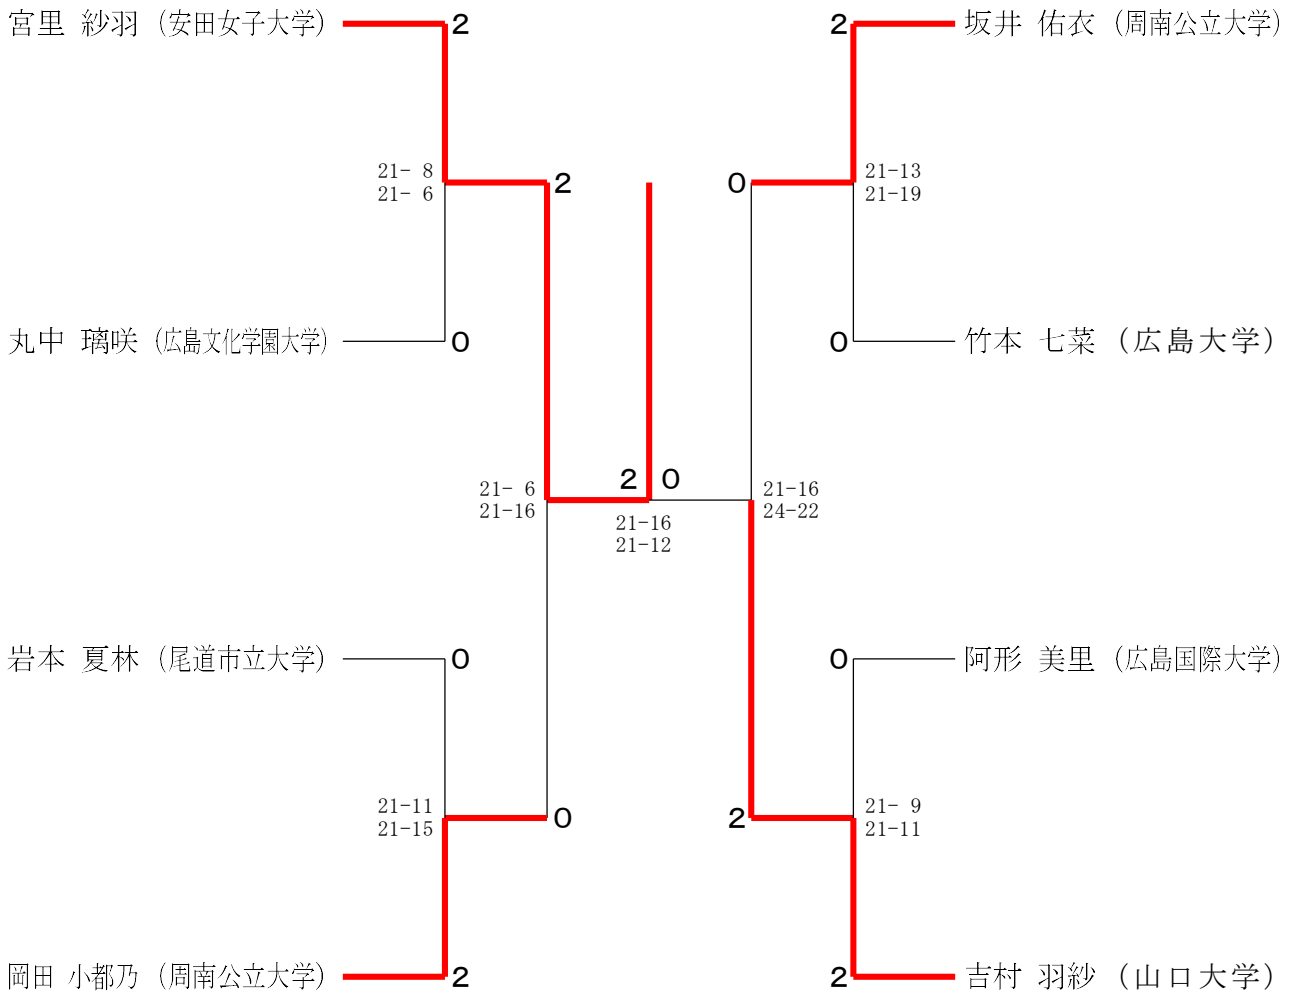 宮里 紗羽 (安田女子大学) 2 2 坂井 佑衣 (周南公立大学)
21- 8 21-13
2 0
21- 6 21-19
丸中 璃咲 (広島文化学園大学) 0 0 竹本 七菜 (広島大学)
2 0
21- 6 21-16
21-16 24-22
21-16
21-12
岩本 夏林 (尾道市立大学) 0 0 阿形 美里 (広島国際大学)
21-11 21- 9
0 2
21-15 21-11
岡田 小都乃 (周南公立大学) 2 2 吉村 羽紗 (山口大学)